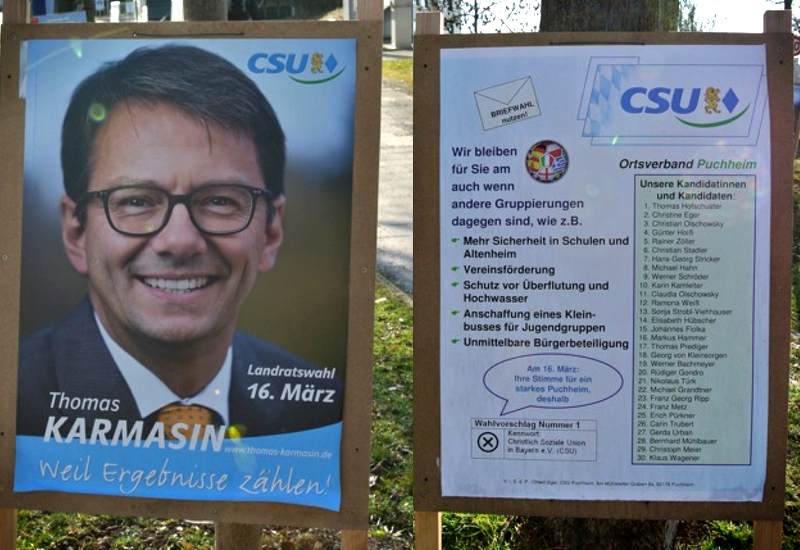 CSU
Landratswahl
16. März
Thomas
KARMASIN
www.thomas-karmasin.de
Weil Ergebnisse zählen!
BRIEFWAHL
nutzen!
CSU
Wir bleiben
für Sie am
auch wenn
andere Gruppierungen
dagegen sind, wie z.B.
Mehr Sicherheit in Schulen und
Altenheim
Vereinsförderung
Schutz vor Überflutung und
Hochwasser
Anschaffung eines Klein-
busses für Jugendgruppen
Unmittelbare Bürgerbeteiligung
Am 16. März:
Ihre Stimme für ein
starkes Puchheim,
deshalb
Wahlvorschlag Nummer 1
Kennwort:
Christlich Soziale Union
in Bayern e.V. (CSU)
Ortsverband Puchheim
Unsere Kandidatinnen
und Kandidaten:
1. Thomas Hofschuster
2. Christine Eger
3. Christian Olschowsky
4. Günter Hoiß
5. Rainer Zöller
6. Christian Stadler
7. Hans-Georg Stricker
8. Michael Hahn
9. Werner Schröder
10. Karin Kamleiter
11. Claudia Olschowsky
12. Ramona Weiß
13. Sonja Strobl-Viehhauser
14. Elisabeth Hübscher
15. Johannes Fiolka
16. Markus Hammer
17. Thomas Prediger
18. Georg von Kleinsorgen
19. Werner Bachmeyer
20. Rüdiger Gondro
21. Nikolaus Türk
22. Michael Grandtner
23. Franz Georg Ripp
24. Franz Metz
25. Erich Pürkner
26. Carin Trubert
27. Gerda Urban
28. Bernhard Mühlbauer
29. Christoph Meier
30. Klaus Wagener